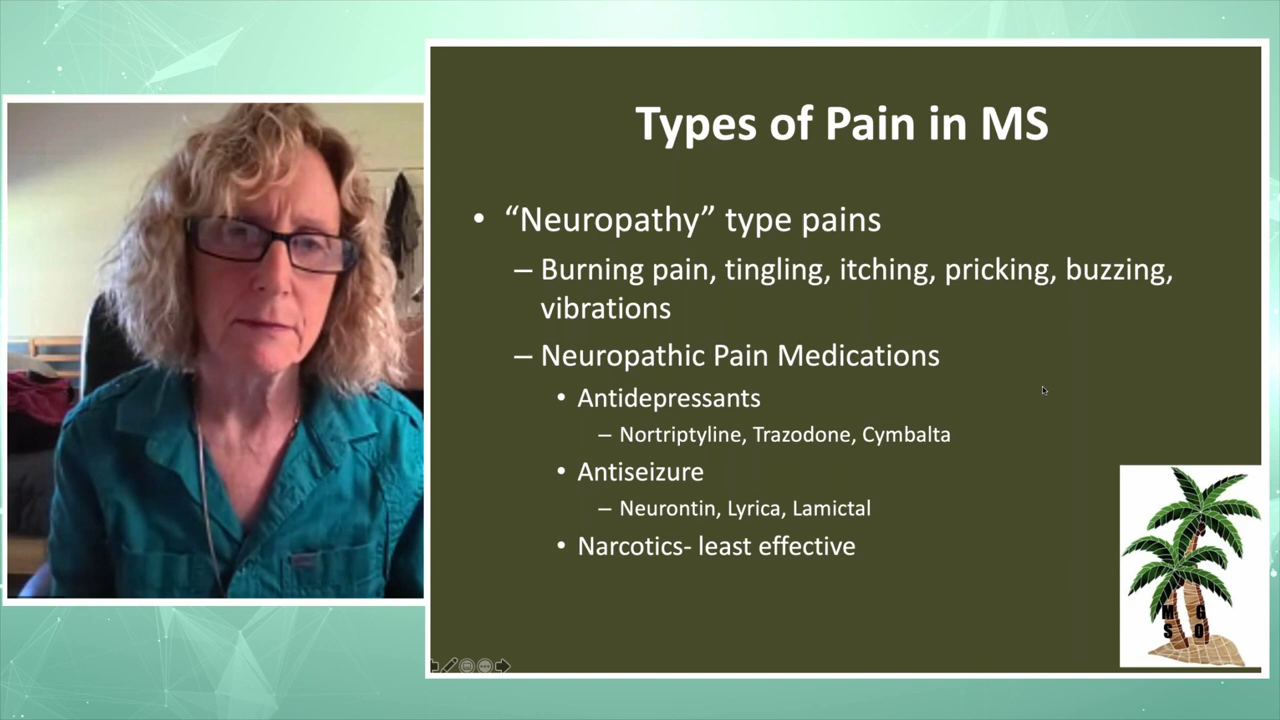 Types of Pain in MS
• “Neuropathy” type pains
– Burning pain, tingling, itching, pricking, buzzing,
vibrations
– Neuropathic Pain Medications
• Antidepressants
– Nortriptyline, Trazodone, Cymbalta
• Antiseizure
– Neurontin, Lyrica, Lamictal
• Narcotics- least effective
M G
S O